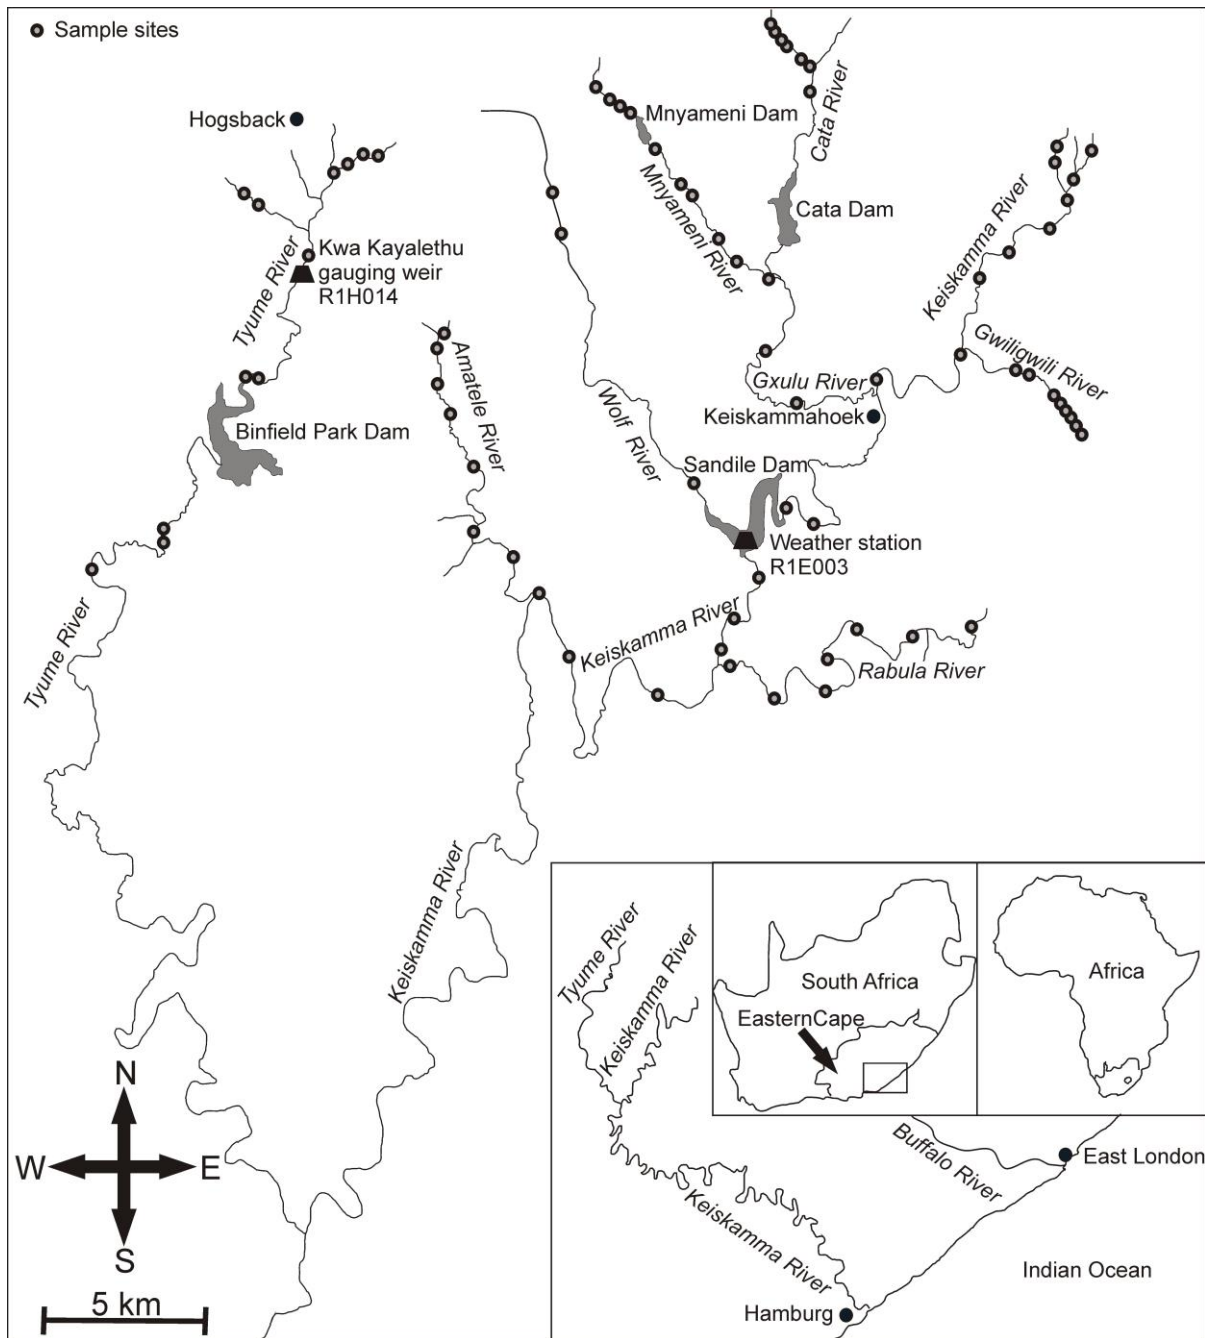 Sample sites
Hogsback
Mnyameni Dam
Cata River
Mnyameni River
Cata Dam
Keiskamma River
Tyume River
Kwa Kayalethu
gauging weir
R1H014
Amatele River
Wolf River
Gxulu River
Gwiligwili River
Keiskammahoek
Binfield Park Dam
Sandile Dam
Weather station
R1E003
Keiskamma River
Rabula River
Tyume River
Keiskamma River
N
W
E
S
5 km
Tyume River
Keiskamma River
South Africa
EasternCape
Africa
Buffalo River
East London
Keiskamma River
Indian Ocean
Hamburg